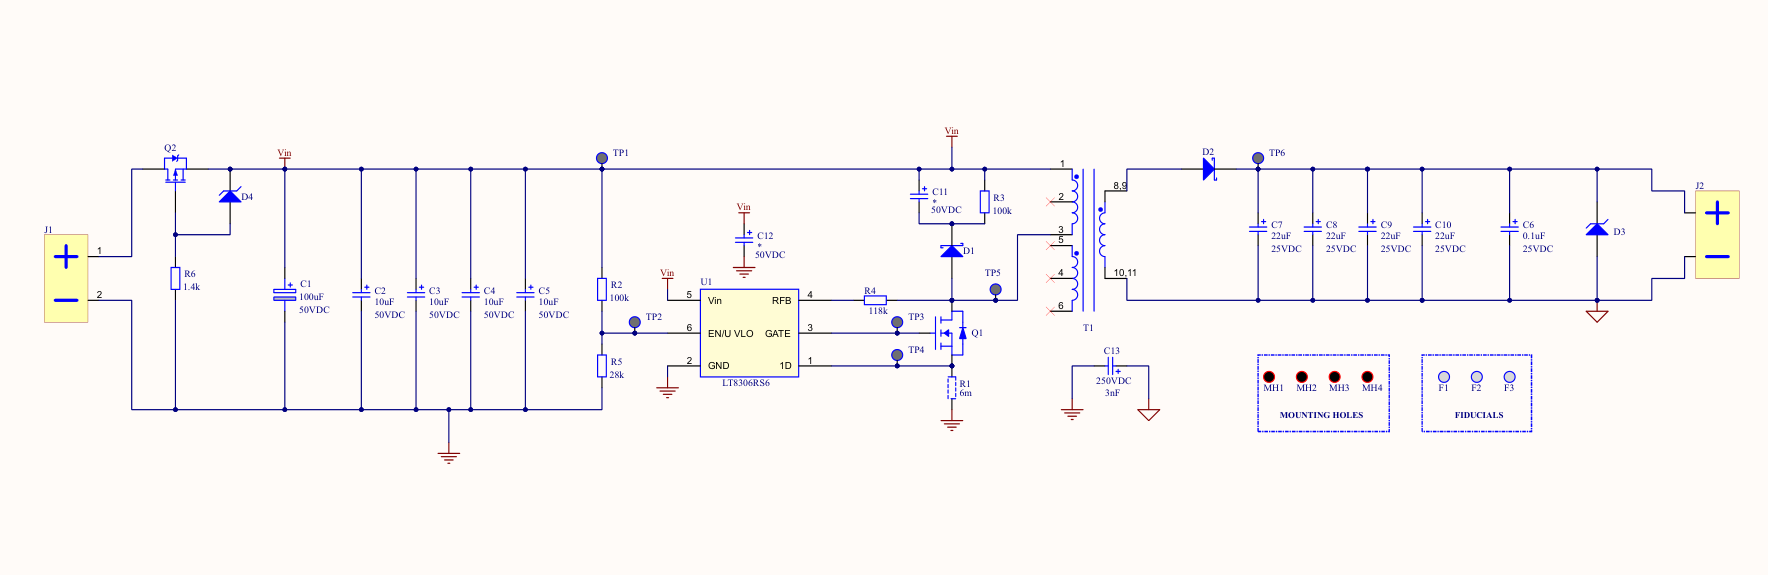 J1
1
2
Q2
D4
R6
1.4k
Vin
C1
100uF
50VDC
C2
10uF
50VDC
C3
10uF
50VDC
C4
10uF
50VDC
C5
10uF
50VDC
TP1
R2
100k
TP2
R5
28k
Vin
C12
*
50VDC
Vin
U1
5
Vin
6
EN/U VLO
2
GND
RFB
4
GATE
3
1D
1
LT8306RS6
R4
118k
TP3
TP4
Vin
C11
*
50VDC
R3
100k
D1
TP5
Q1
R1
6m
1
2
3
5
4
6
8,9
10,11
T1
C13
250VDC
3nF
D2
TP6
C7
22uF
25VDC
C8
22uF
25VDC
C9
22uF
25VDC
C10
22uF
25VDC
C6
0.1uF
25VDC
D3
J2
MH1 MH2 MH3 MH4
MOUNTING HOLES
F1 F2 F3
FIDUCIALS